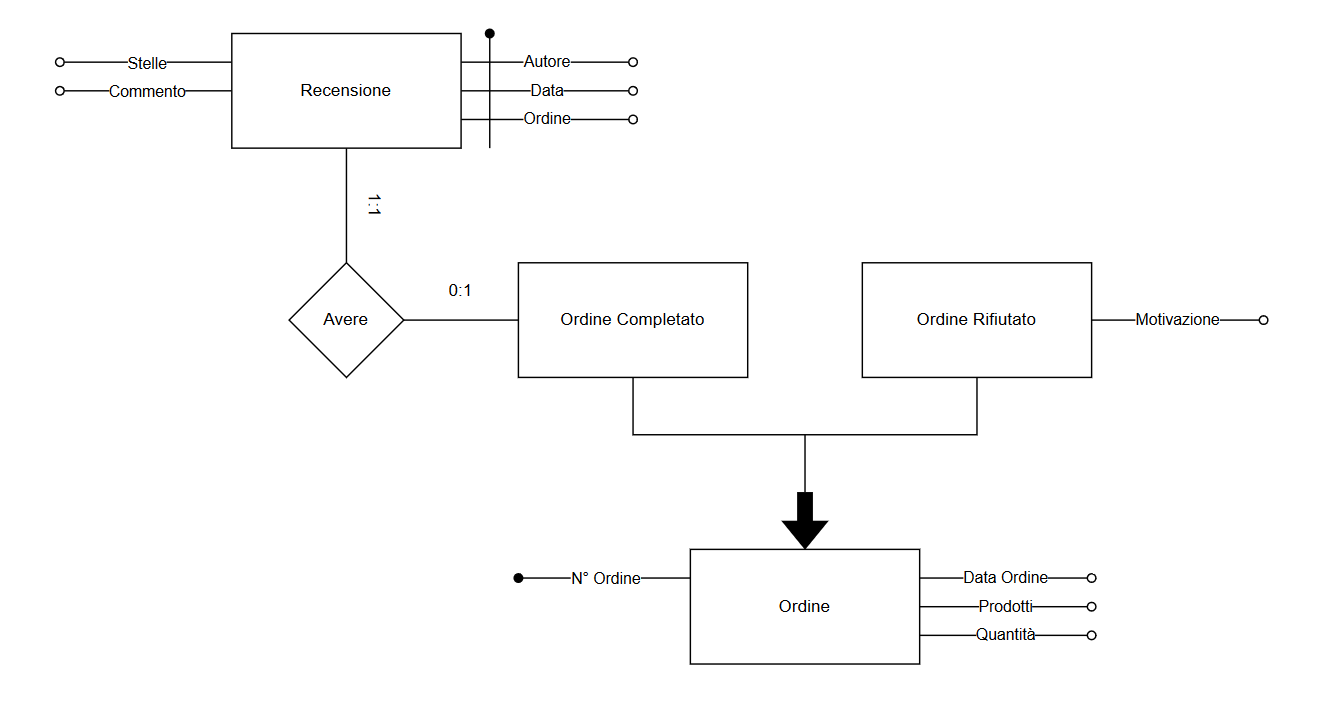 Stelle
Commento
Recensione
Autore
Data
Ordine
1:1
Avere
0:1
Ordine Completato
Ordine Rifiutato
Motivazione
N° Ordine
Ordine
Data Ordine
Prodotti
Quantità